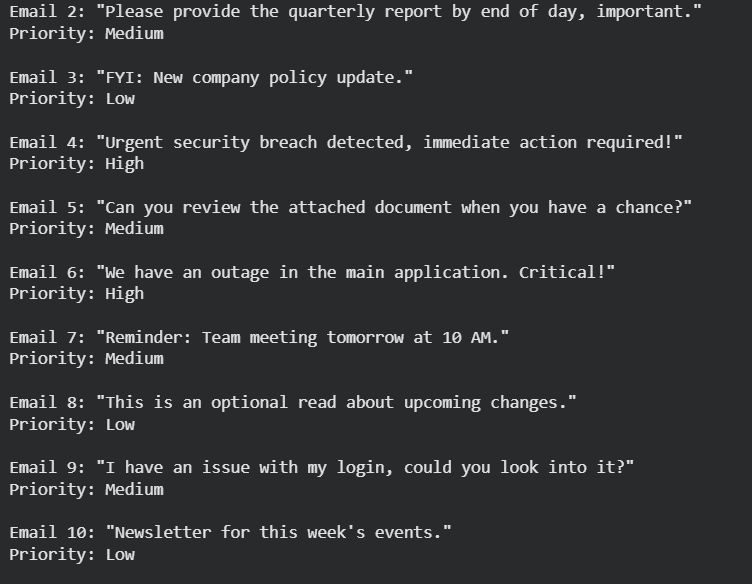 Email 2: "Please provide the quarterly report by end of day, important."
Priority: Medium
Email 3: "FYI: New company policy update."
Priority: Low
Email 4: "Urgent security breach detected, immediate action required!"
Priority: High
Email 5: "Can you review the attached document when you have a chance?"
Priority: Medium
Email 6: "We have an outage in the main application. Critical!"
Priority: High
Email 7: "Reminder: Team meeting tomorrow at 10 AM."
Priority: Medium
Email 8: "This is an optional read about upcoming changes."
Priority: Low
Email 9: "I have an issue with my login, could you look into it?"
Priority: Medium
Email 10: "Newsletter for this week's events."
Priority: Low